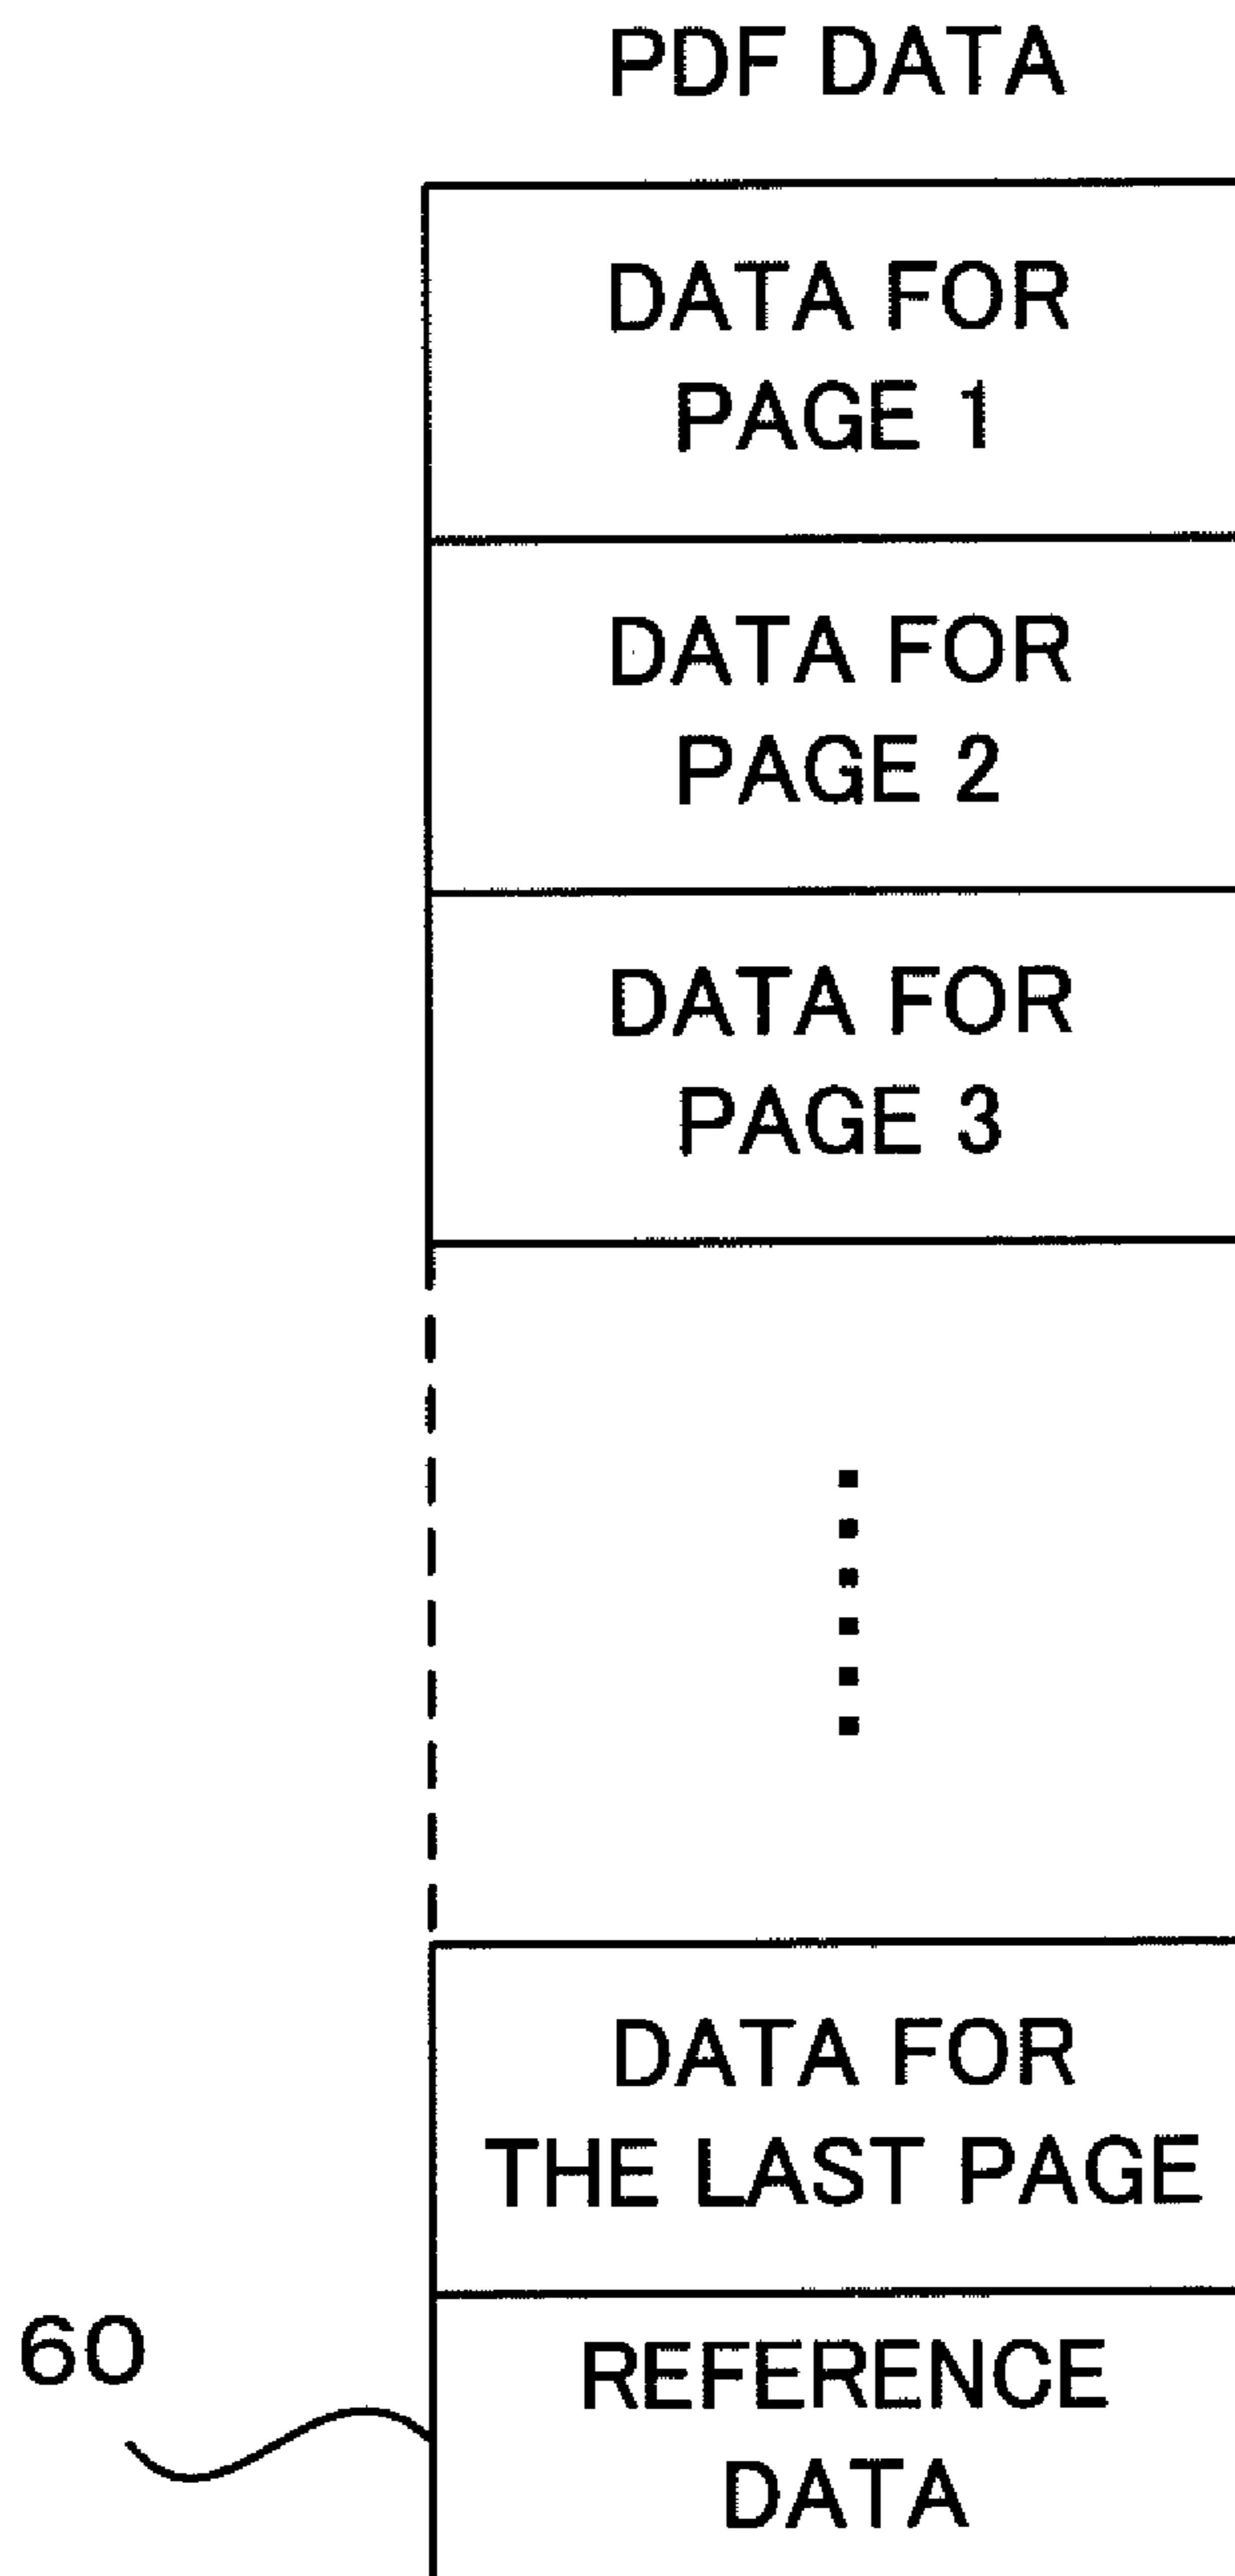 PDF DATA
DATA FOR
PAGE 1
DATA FOR
PAGE 2
DATA FOR
PAGE 3
DATA FOR
THE LAST PAGE
60
REFERENCE
DATA